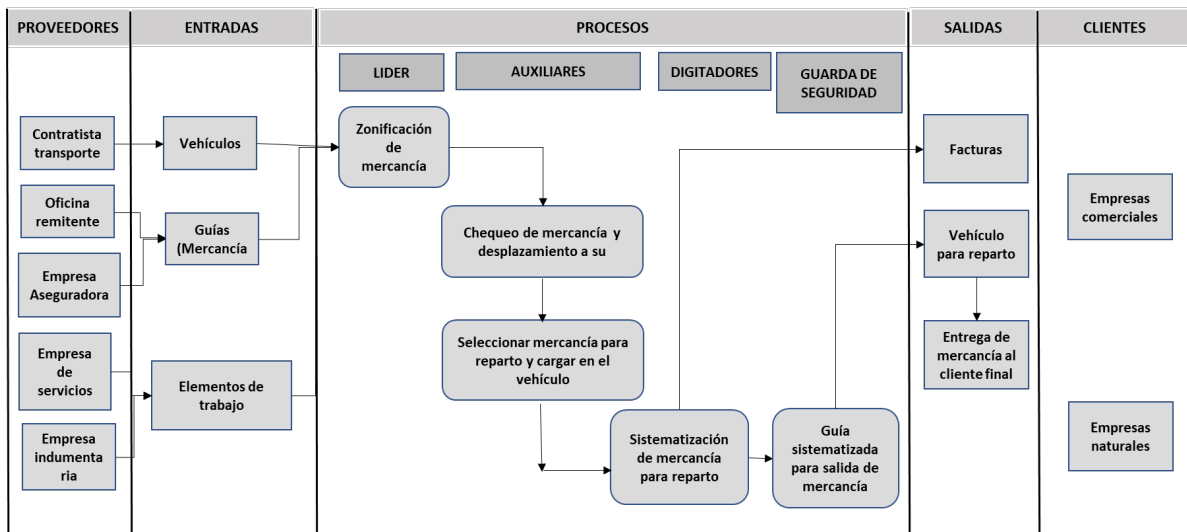 PROVEEDORES
ENTRADAS
PROCESOS
SALIDAS
CLIENTES
LIDER
AUXILIARES
DIGITADORES
GUARDA DE
SEGURIDAD
Contratista
transporte
Oficina
remitente
Empresa
Aseguradora
Empresa
de
servicios
Empresa
indumenta
ria
Vehículos
Guías
(Mercancía
Elementos de
trabajo
Zonificación
de
mercancía
Chequeo de mercancía y
desplazamiento a su
Seleccionar mercancía para
reparto y cargar en el
vehículo
Sistematización
de mercancía
para reparto
Guía
sistematizada
para salida de
mercancía
Facturas
Vehículo
para reparto
Entrega de
mercancía al
cliente final
Empresas
comerciales
Empresas
naturales